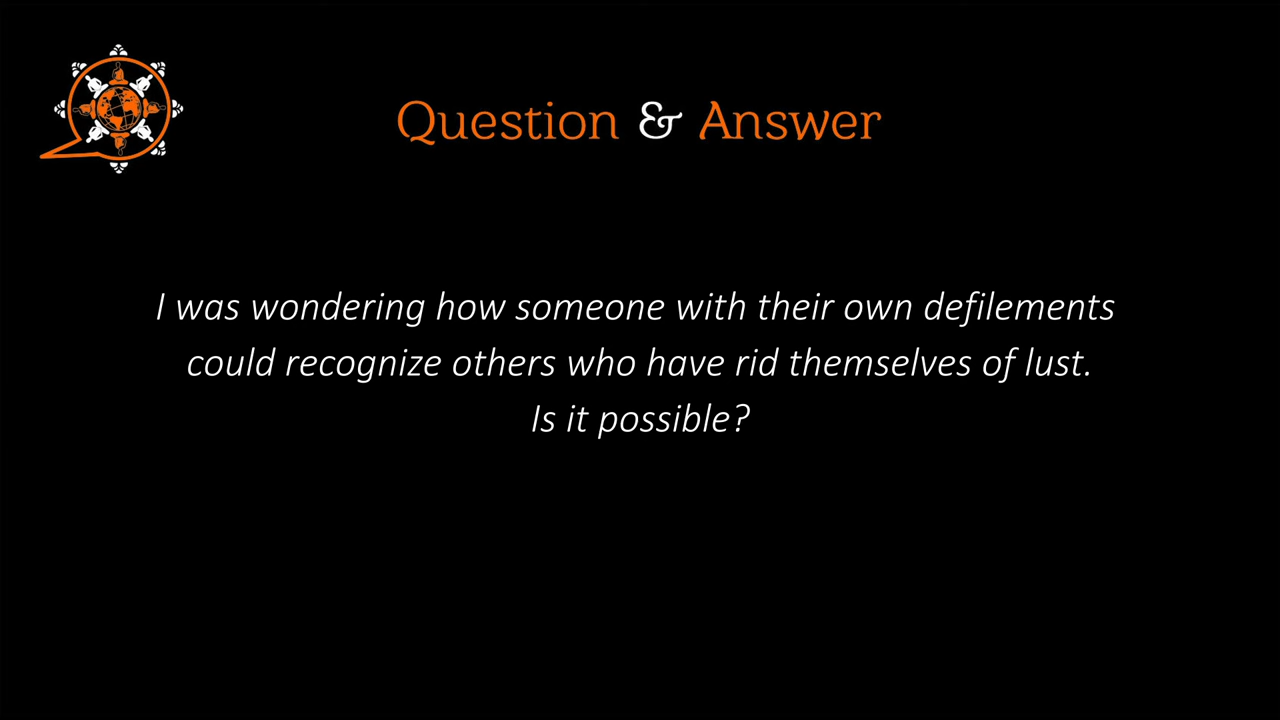 Question & Answer
I was wondering how someone with their own defilements
could recognize others who have rid themselves of lust.
Is it possible?